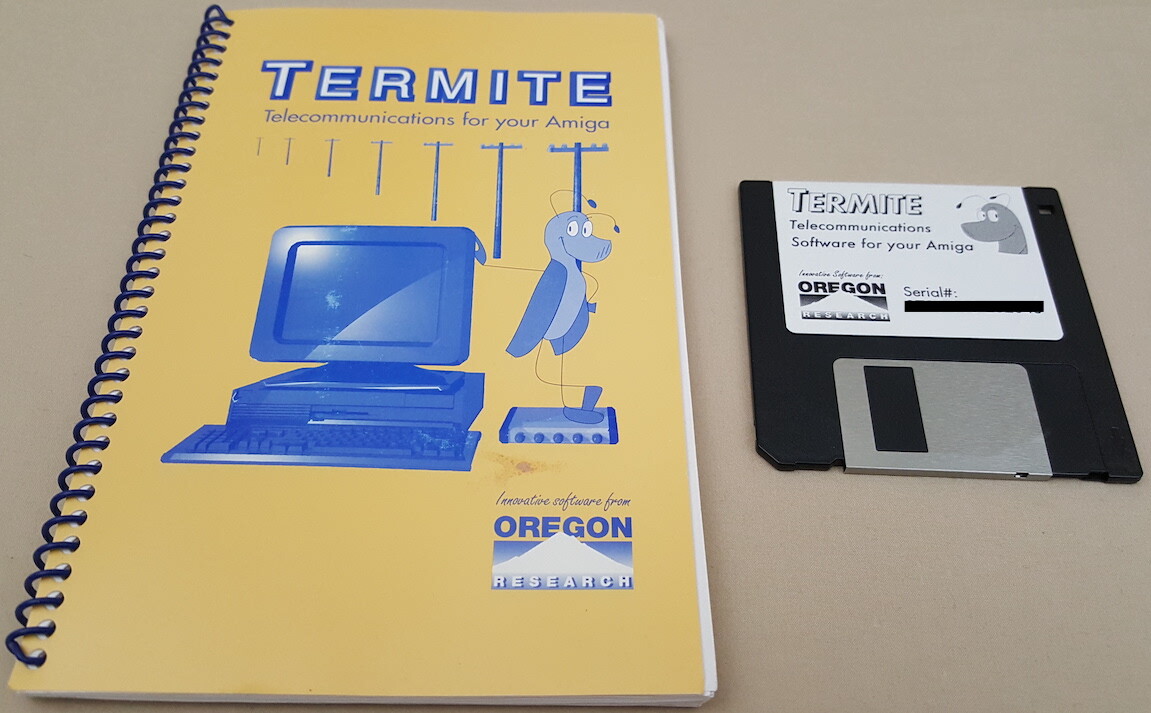 TERMITE
Telecommunications for your Amiga
Innovative software from
OREGON
RESEARCH
TERMITE
Telecommunications
Software for your Amiga
Innovative Software from:
OREGON
RESEARCH
Serial#: